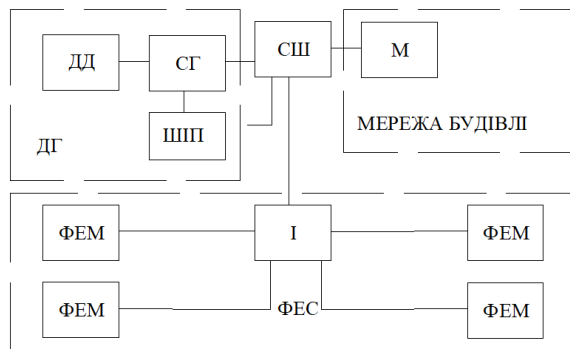 ДД
СГ
СШ
М
ШІП
ДГ
МЕРЕЖА БУДІВЛІ
ФЕМ
І
ФЕМ
ФЕМ
ФЕС
ФЕМ